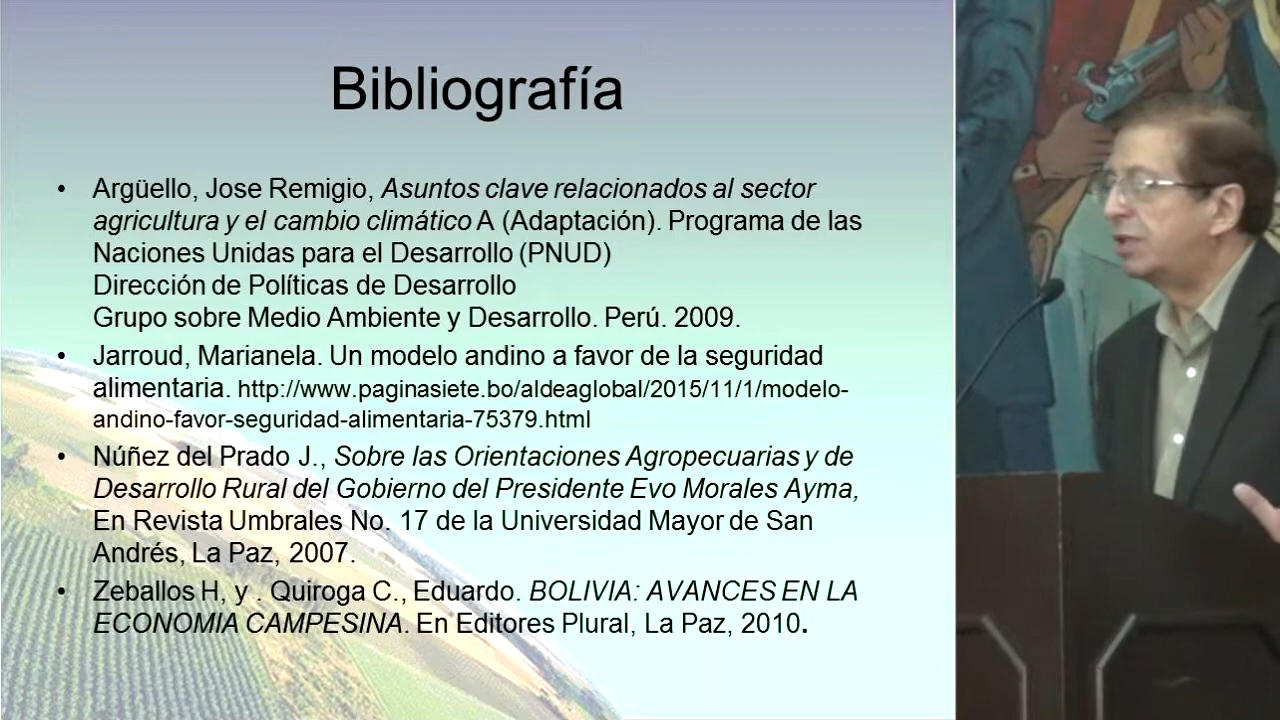 Bibliografía
• Argüello, Jose Remigio, Asuntos clave relacionados al sector
agricultura y el cambio climático A (Adaptación). Programa de las
Naciones Unidas para el Desarrollo (PNUD)
Dirección de Políticas de Desarrollo
Grupo sobre Medio Ambiente y Desarrollo. Perú. 2009.
• Jarroud, Marianela. Un modelo andino a favor de la seguridad
alimentaria. http://www.paginasiete.bo/aldeaglobal/2015/11/1/modelo-
andino-favor-seguridad-alimentaria-75379.html
• Núñez del Prado J., Sobre las Orientaciones Agropecuarias y de
Desarrollo Rural del Gobierno del Presidente Evo Morales Ayma,
En Revista Umbrales No. 17 de la Universidad Mayor de San
Andrés, La Paz, 2007.
• Zeballos H, y . Quiroga C., Eduardo. BOLIVIA: AVANCES EN LA
ECONOMIA CAMPESINA. En Editores Plural, La Paz, 2010.